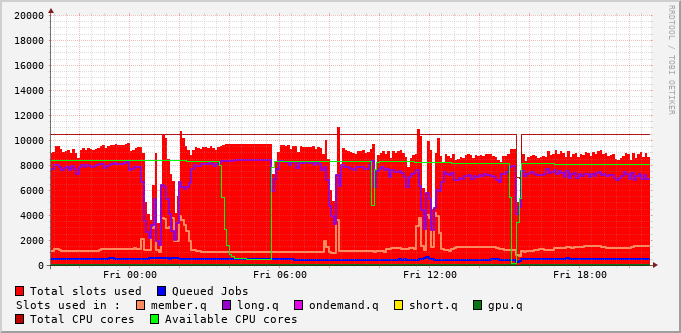 RRDTOOL / TOBI OETIKER
20000
18000
16000
14000
12000
10000
8000
6000
4000
2000
0
Fri 00:00 Fri 06:00 Fri 12:00 Fri 18:00
Total slots used Queued Jobs
Slots used in : member.q long.q ondemand.q short.q gpu.q
Total CPU cores Available CPU cores